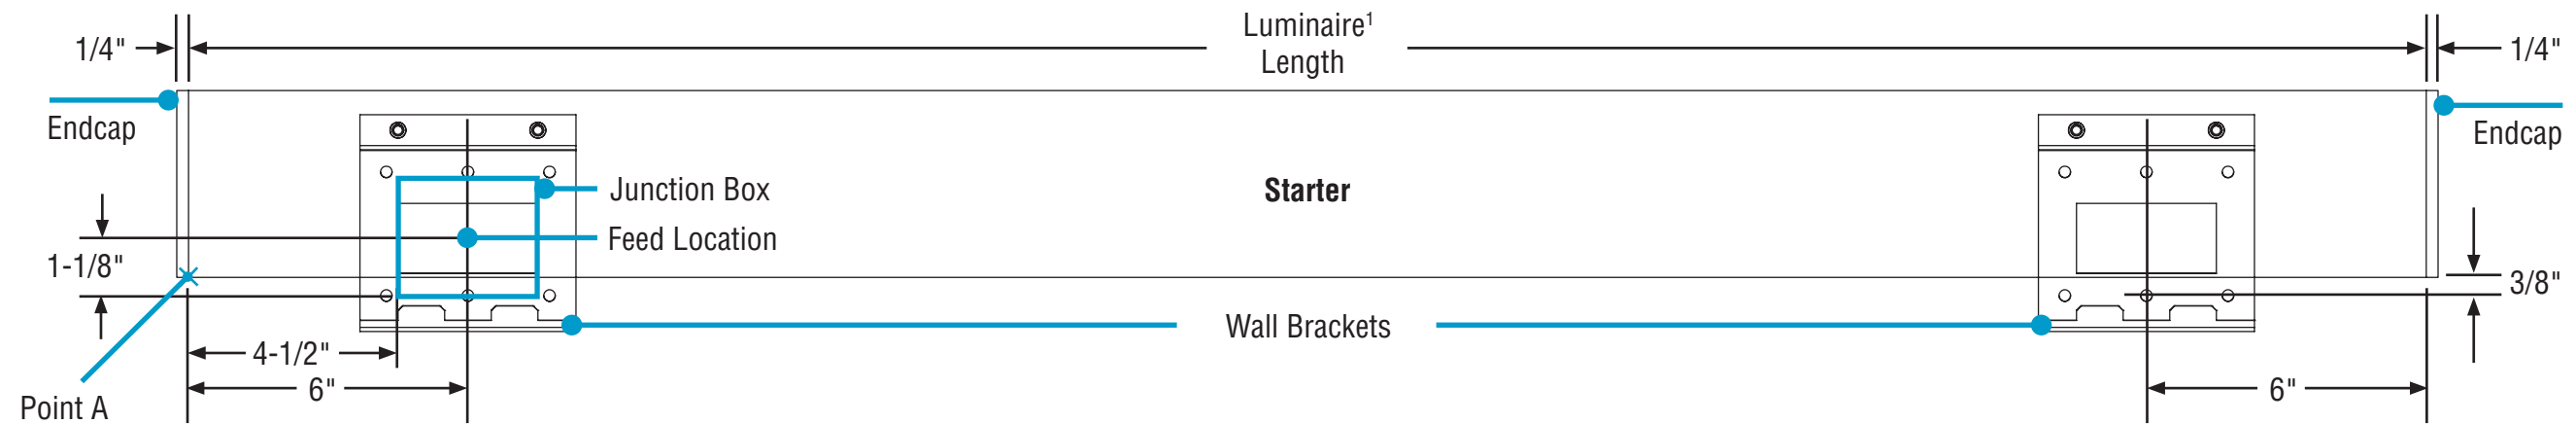 Luminaire¹
Length
1/4"
1/4"
Endcap
Endcap
Junction Box
Starter
Feed Location
1-1/8"
3/8"
Wall Brackets
4-1/2"
6"
6"
Point A